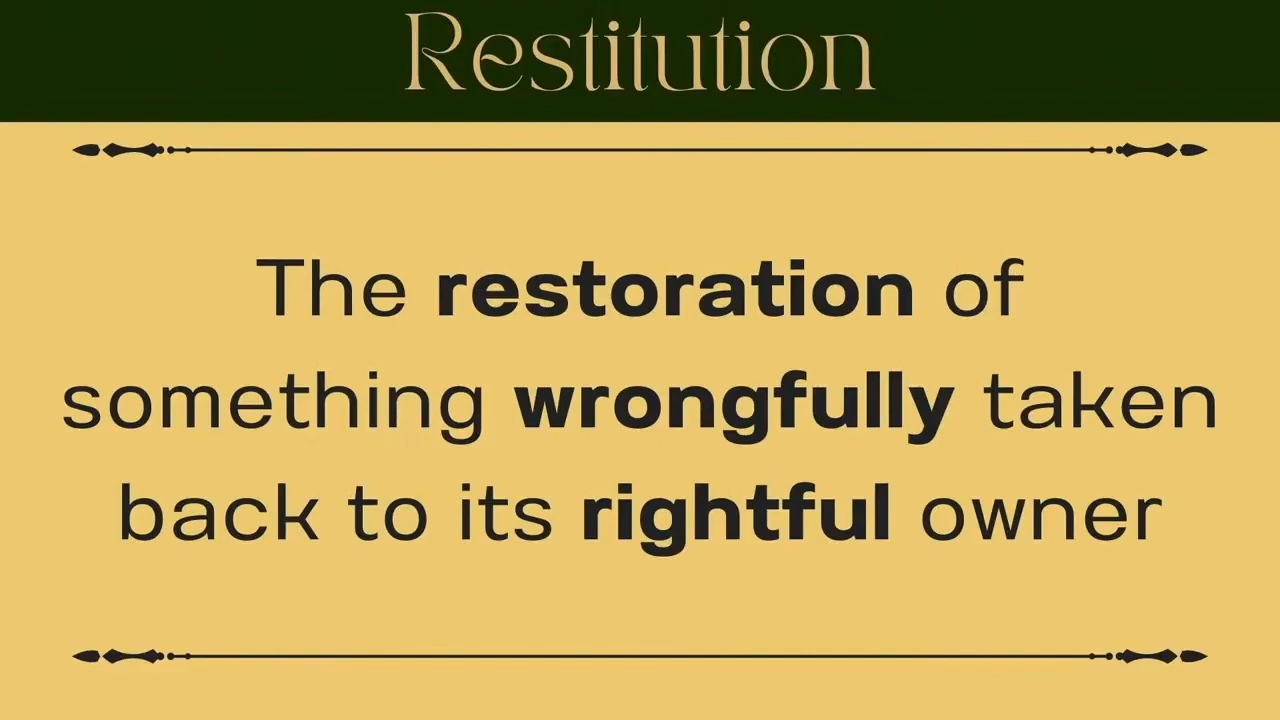 Restitution
The restoration of
something wrongfully taken
back to its rightful owner